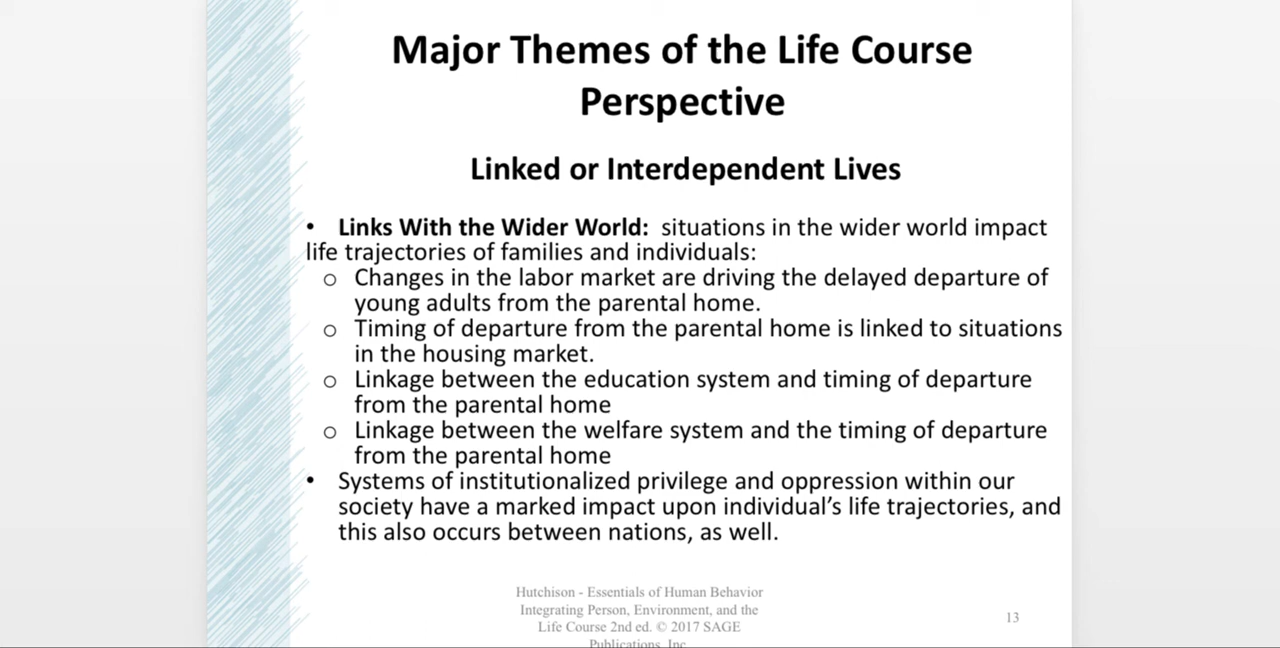 Major Themes of the Life Course
Perspective
Linked or Interdependent Lives
• Links With the Wider World: situations in the wider world impact
life trajectories of families and individuals:
o Changes in the labor market are driving the delayed departure of
young adults from the parental home.
o Timing of departure from the parental home is linked to situations
in the housing market.
o Linkage between the education system and timing of departure
from the parental home
o Linkage between the welfare system and the timing of departure
from the parental home
• Systems of institutionalized privilege and oppression within our
society have a marked impact upon individual’s life trajectories, and
this also occurs between nations, as well.
Hutchison - Essentials of Human Behavior
Integrating Person, Environment, and the
Life Course 2nd ed. © 2017 SAGE
Publications, Inc
13